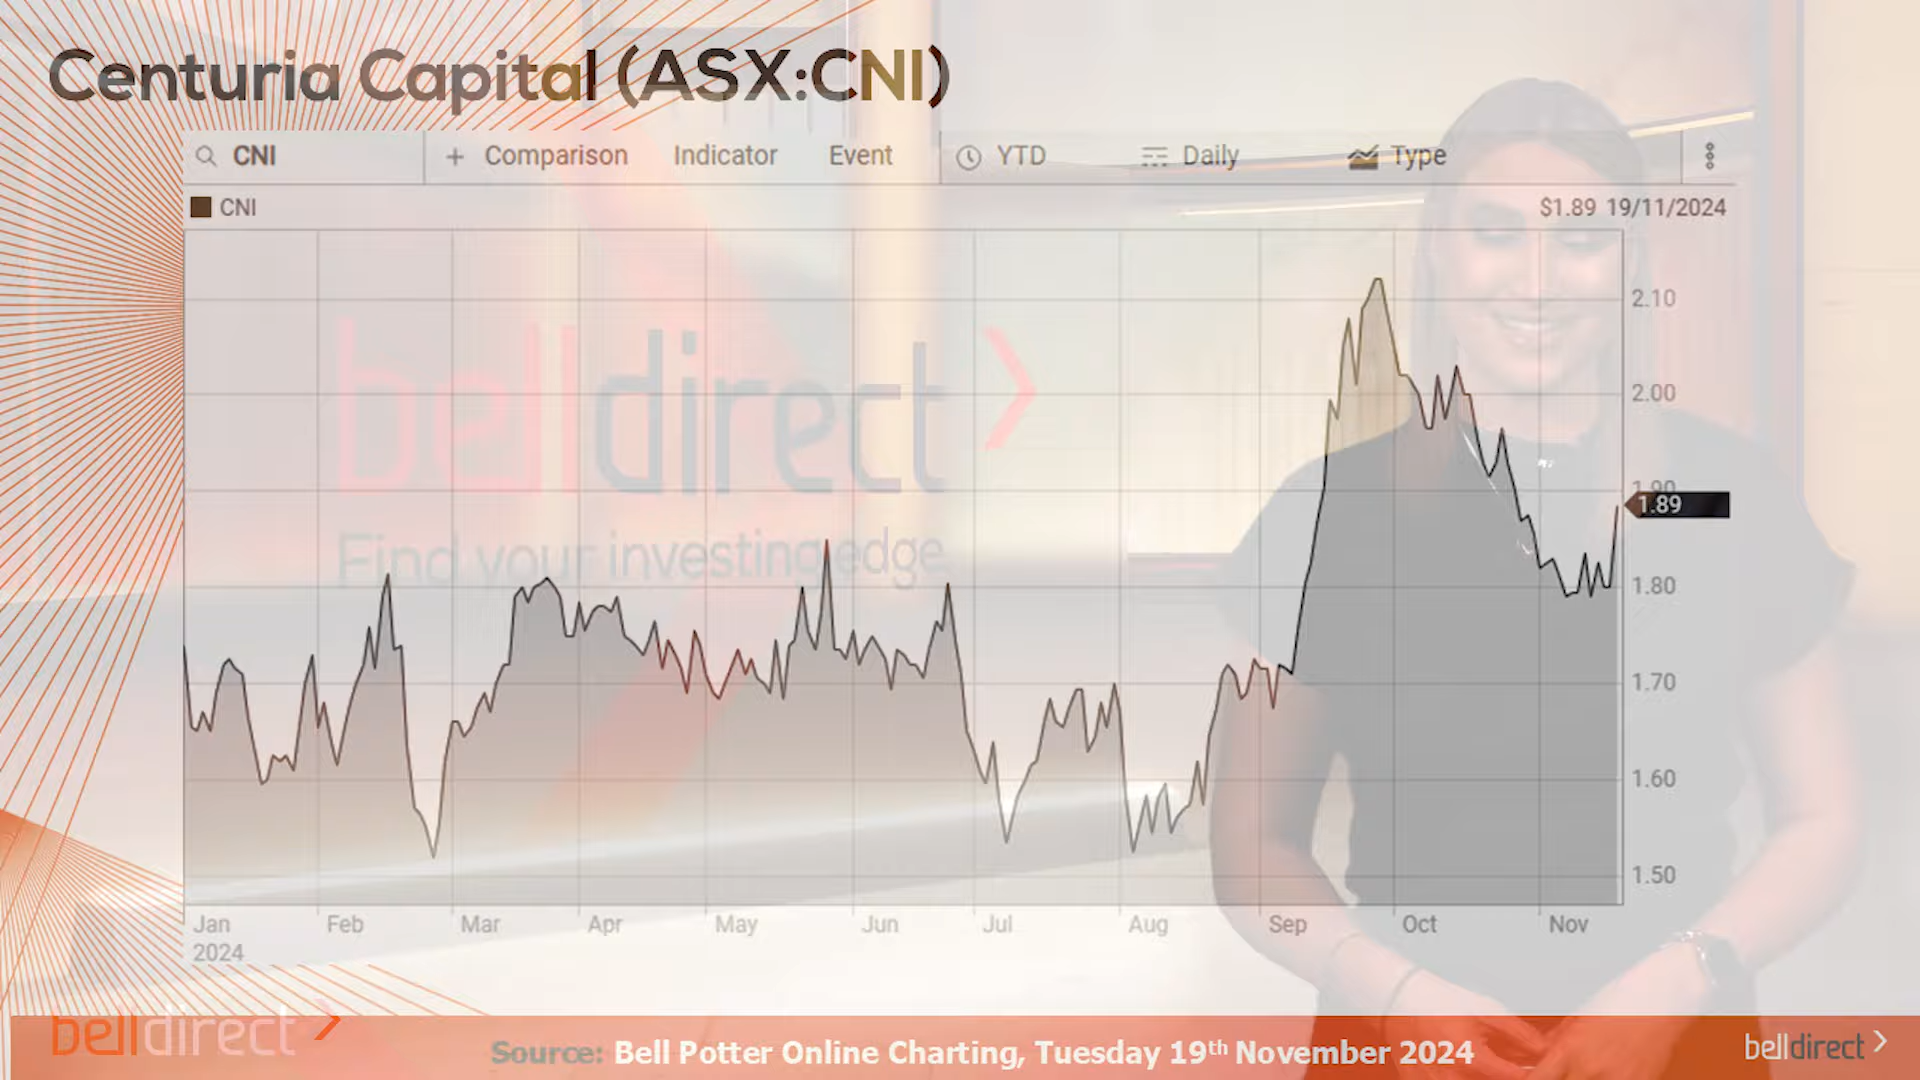 Centuria Capital (ASX:CNI)
CNI
+ Comparison
Indicator
Event
YTD
Daily
Type
CNI
$1.89 19/11/2024
belldirect
Find your investing edge
2.10
2.00
1.90
1.89
1.80
1.70
1.60
1.50
Jan
Feb
Mar
Apr
May
Jun
Jul
Aug
Sep
Oct
Nov
2024
belldirect
Source: Bell Potter Online Charting, Tuesday 19th November 2024
belldirect